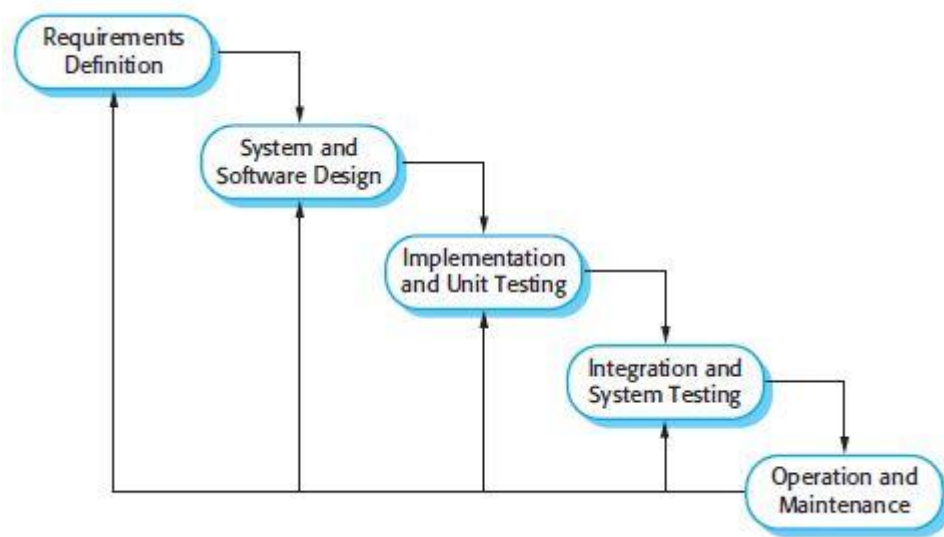 Requirements
Definition
System and
Software Design
Implementation
and Unit Testing
Integration and
System Testing
Operation and
Maintenance